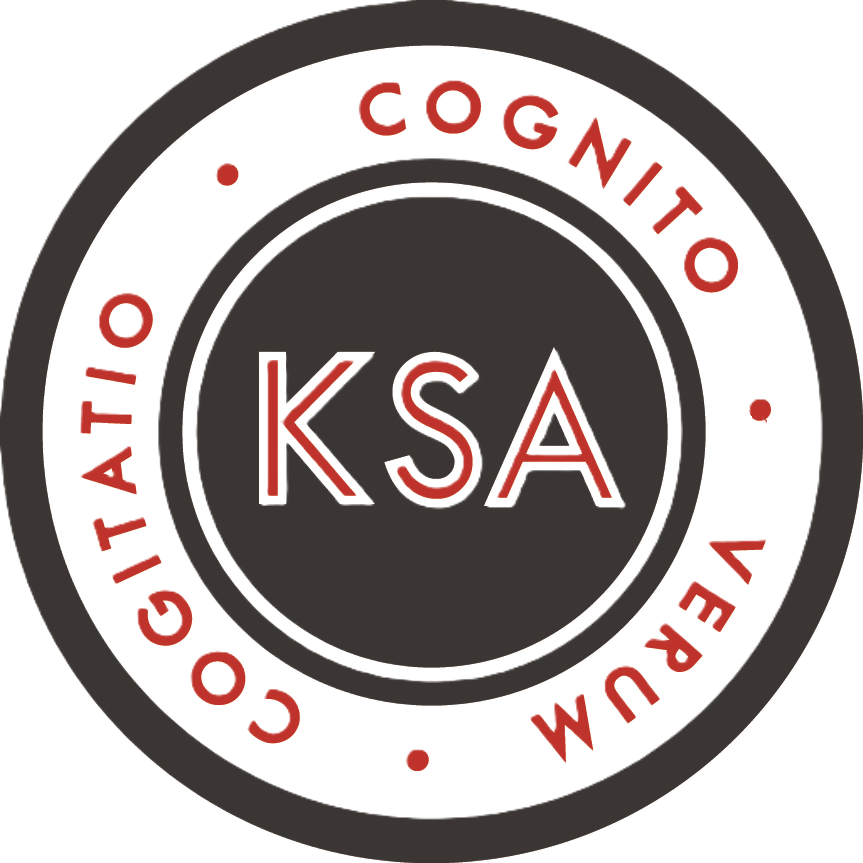 COGNITO • VERUM • COGITATIO •
KSA